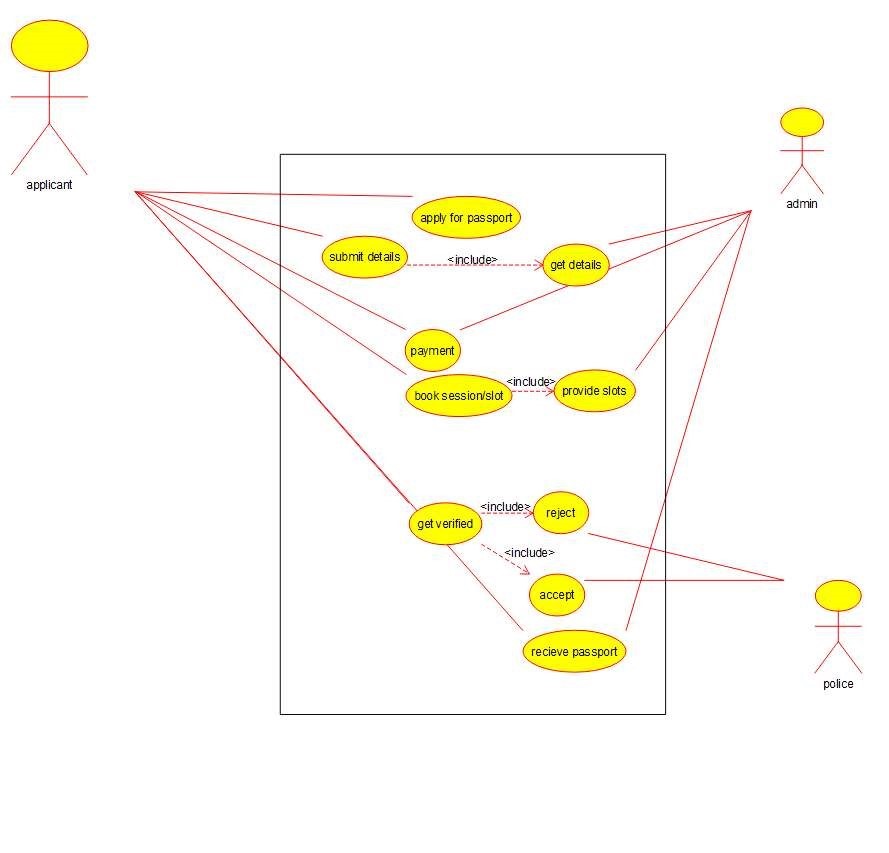 applicant
admin
apply for passport
submit details
<include>
get details
payment
book session/slot
<include>
provide slots
get verified
<include>
reject
<include>
accept
recieve passport
police